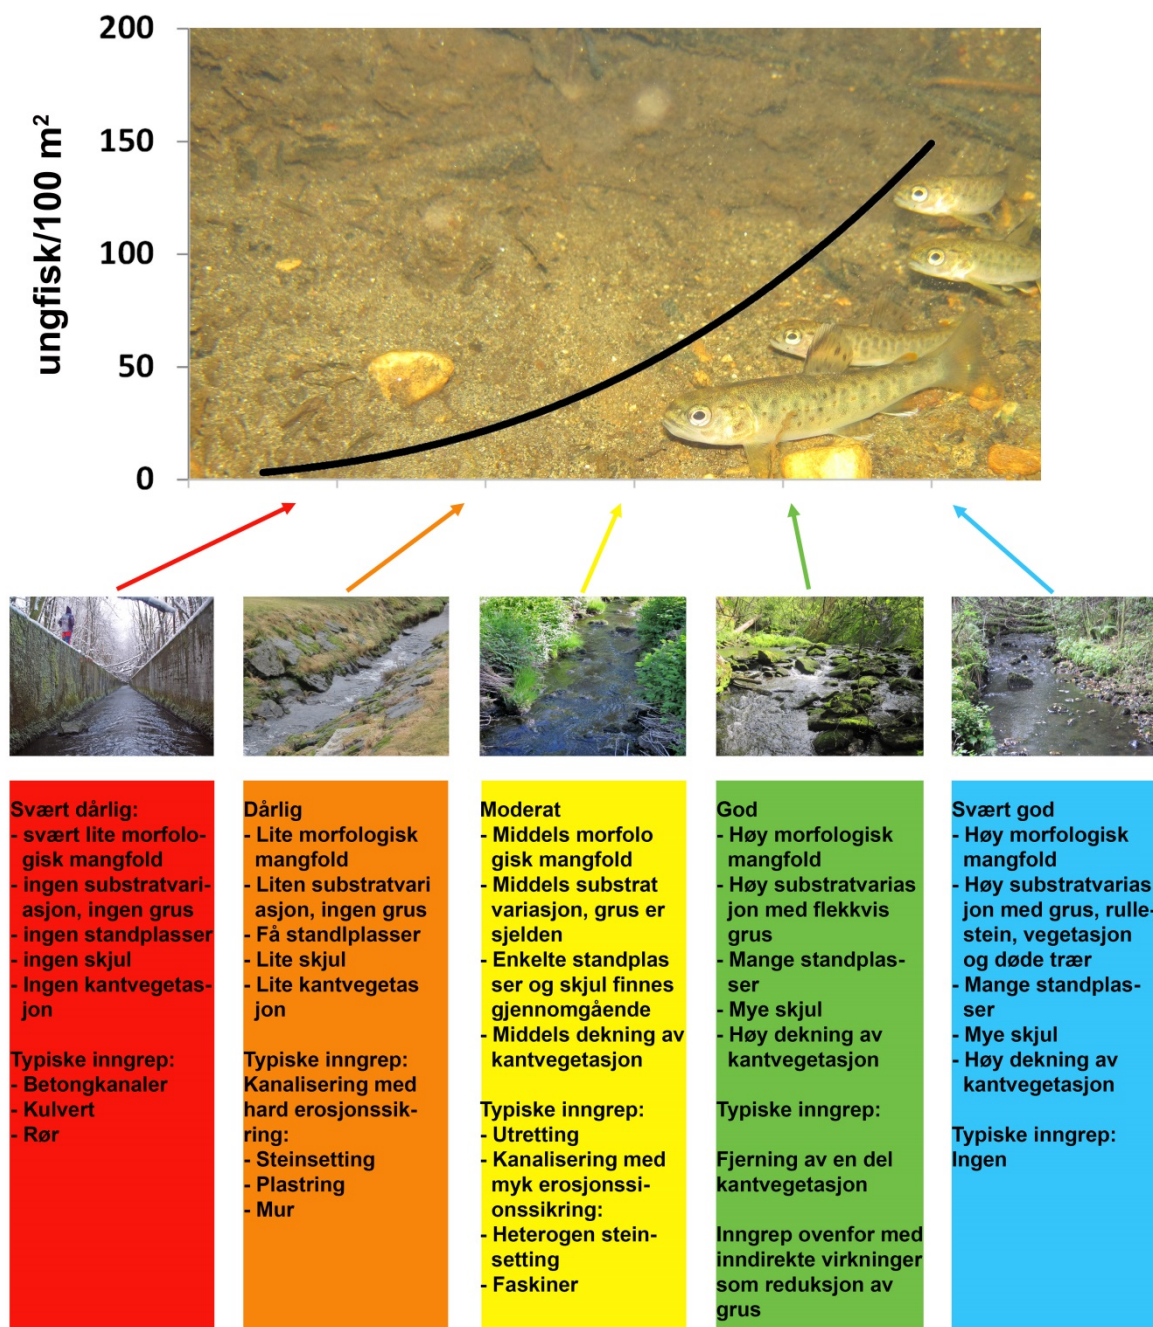 200
150
100
50
0
ungfisk/100 m²
Svært dårlig:
- svært lite morfolo-
gisk mangfold
- ingen substratvari-
asjon, ingen grus
- ingen standplasser
- ingen skjul
- Ingen kantvegetas-
jon
Typiske inngrep:
- Betongkanaler
- Kulvert
- Rør
Dårlig
- Lite morfologisk
mangfold
- Liten substratvari
asjon, ingen grus
- Få standlplasser
- Lite skjul
- Lite kantvegetas
jon
Typiske inngrep:
Kanalisering med
hard erosjonssik-
ring:
- Steinsetting
- Plastring
- Mur
Moderat
- Middels morfolo
gisk mangfold
- Middels substrat
variasjon, grus er
sjelden
- Enkelte standplas
ser og skjul finnes
gjennomgående
- Middels dekning av
kantvegetasjon
Typiske inngrep:
- Utretting
- Kanalisering med
myk erosjonssi-
onssikring:
- Heterogen stein-
setting
- Faskiner
God
- Høy morfologisk
mangfold
- Høy substratvarias
jon med flekkvis
grus
- Mange standplas-
ser
- Mye skjul
- Høy dekning av
kantvegetasjon
Typiske inngrep:
Fjerning av en del
kantvegetasjon
Inngrep ovenfor med
inndirekte virkninger
som reduksjon av
grus
Svært god
- Høy morfologisk
mangfold
- Høy substratvarias
jon med grus, rulle-
stein, vegetasjon
og døde trær
- Mange standplas-
ser
- Mye skjul
- Høy dekning av
kantvegetasjon
Typiske inngrep:
Ingen